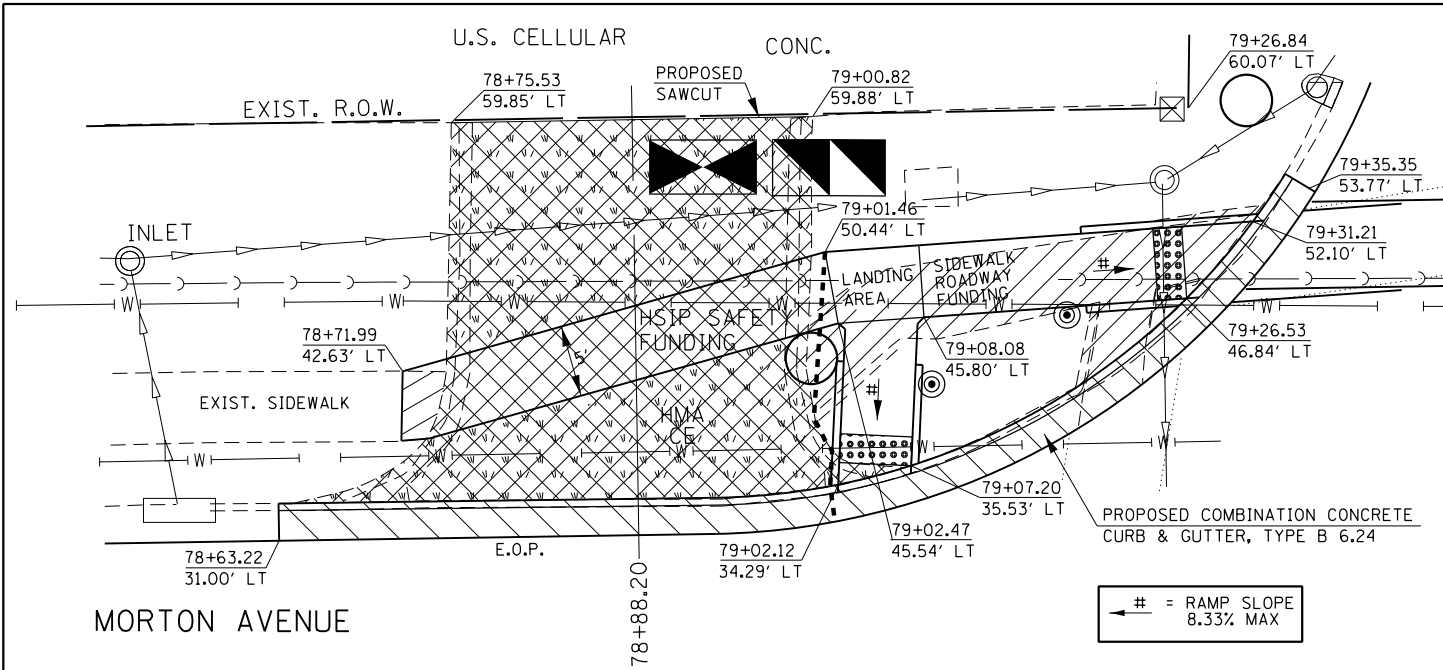 U.S. CELLULAR
CONC.
79+26.84
60.07' LT
78+75.53
59.85' LT
PROPOSED
SAWCUT
79+00.82
59.88' LT
EXIST. R.O.W.
79+35.35
53.77' LT
79+01.46
50.44' LT
INLET
79+31.21
52.10' LT
LANDING
AREA
SIDEWALK
ROADWAY
FUNDING
#
W W W W W W
HSIP SAFETY
FUNDING
78+71.99
42.63' LT
5'
79+08.08
45.80' LT
79+26.53
46.84' LT
EXIST. SIDEWALK
#
HMA
CE
W W W W W
79+07.20
35.53' LT
PROPOSED COMBINATION CONCRETE
CURB & GUTTER, TYPE B 6.24
79+02.47
45.54' LT
79+02.12
34.29' LT
E.O.P.
78+63.22
31.00' LT
78+88.20
MORTON AVENUE
# = RAMP SLOPE
8.33% MAX